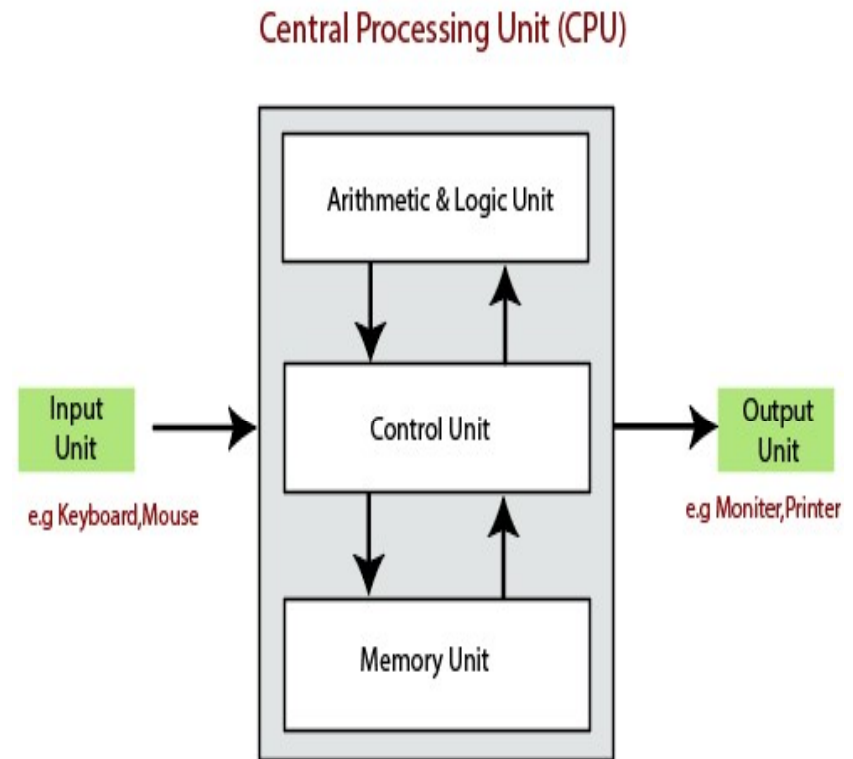 Central Processing Unit (CPU)
Arithmetic & Logic Unit
Input
Unit
e.g Keyboard,Mouse
Control Unit
Output
Unit
e.g Moniter,Printer
Memory Unit